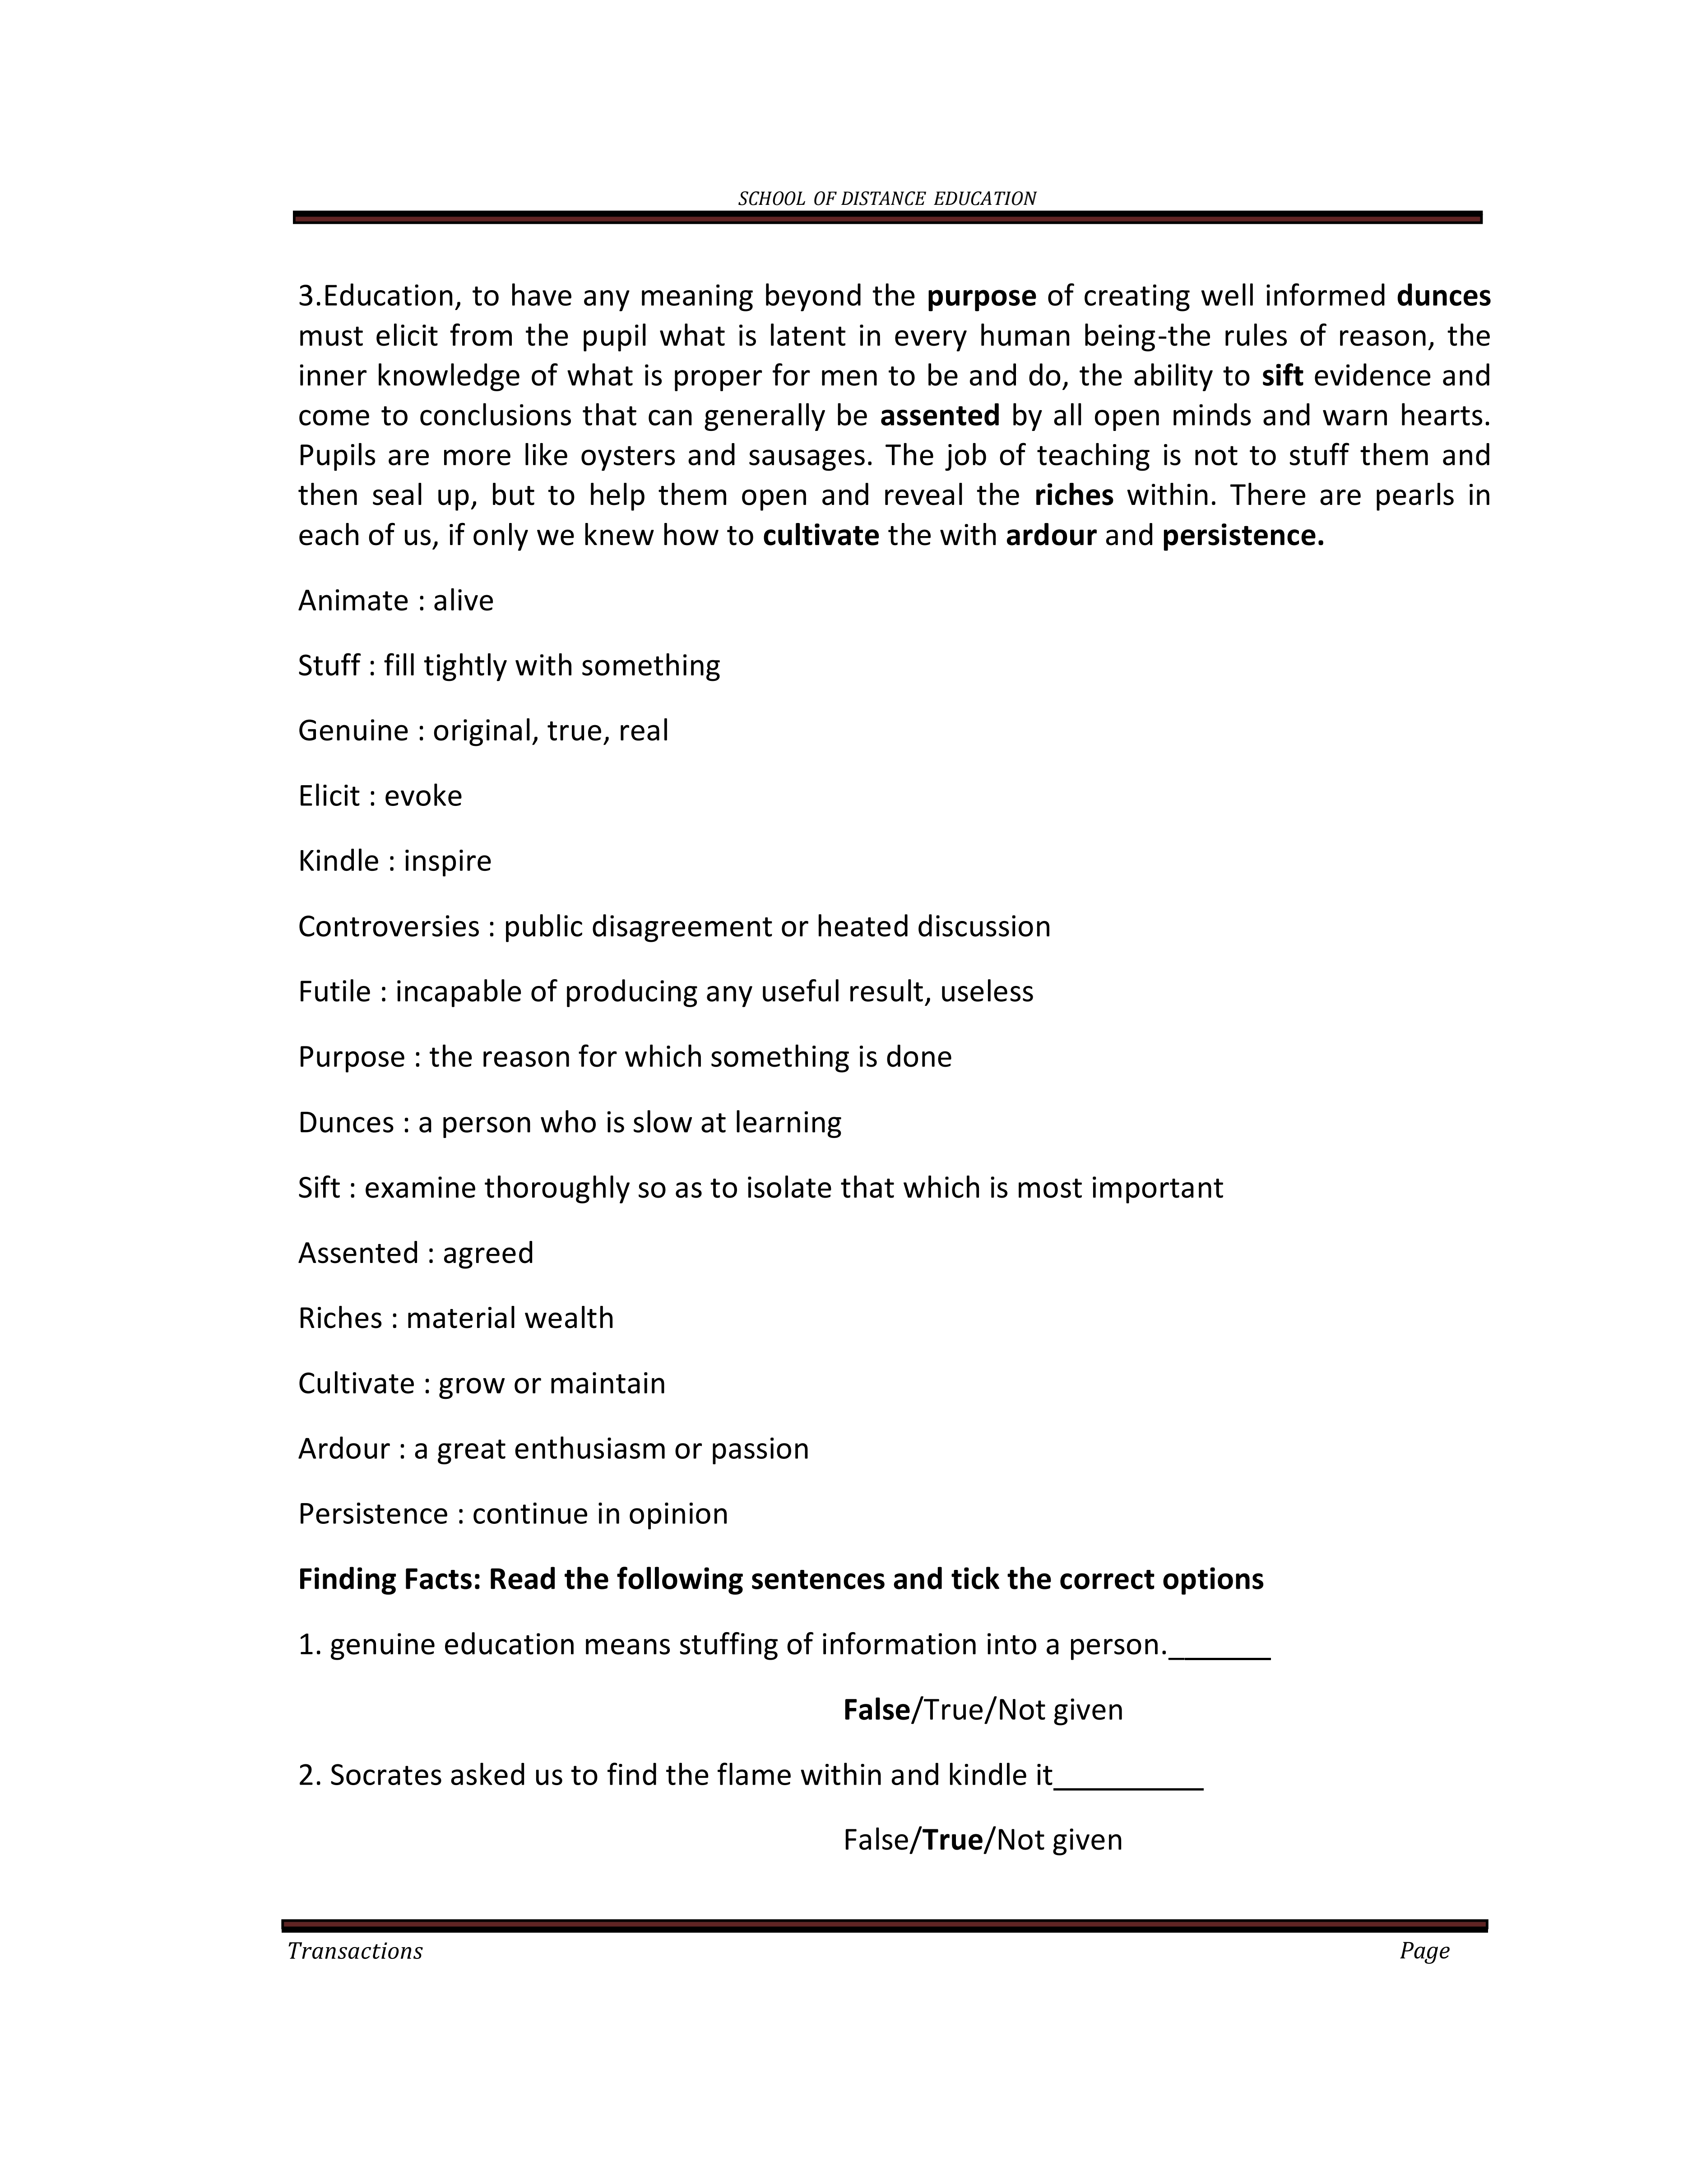 SCHOOL OF DISTANCE EDUCATION
3.Education, to have any meaning beyond the purpose of creating well informed dunces
must elicit from the pupil what is latent in every human being-the rules of reason, the
inner knowledge of what is proper for men to be and do, the ability to sift evidence and
come to conclusions that can generally be assented by all open minds and warn hearts.
Pupils are more like oysters and sausages. The job of teaching is not to stuff them and
then seal up, but to help them open and reveal the riches within. There are pearls in
each of us, if only we knew how to cultivate the with ardour and persistence.
Animate : alive
Stuff : fill tightly with something
Genuine : original, true, real
Elicit : evoke
Kindle : inspire
Controversies : public disagreement or heated discussion
Futile : incapable of producing any useful result, useless
Purpose : the reason for which something is done
Dunces : a person who is slow at learning
Sift : examine thoroughly so as to isolate that which is most important
Assented : agreed
Riches : material wealth
Cultivate : grow or maintain
Ardour : a great enthusiasm or passion
Persistence : continue in opinion
Finding Facts: Read the following sentences and tick the correct options
1. genuine education means stuffing of information into a person.______
False/True/Not given
2. Socrates asked us to find the flame within and kindle it_________
False/True/Not given
Transactions Page